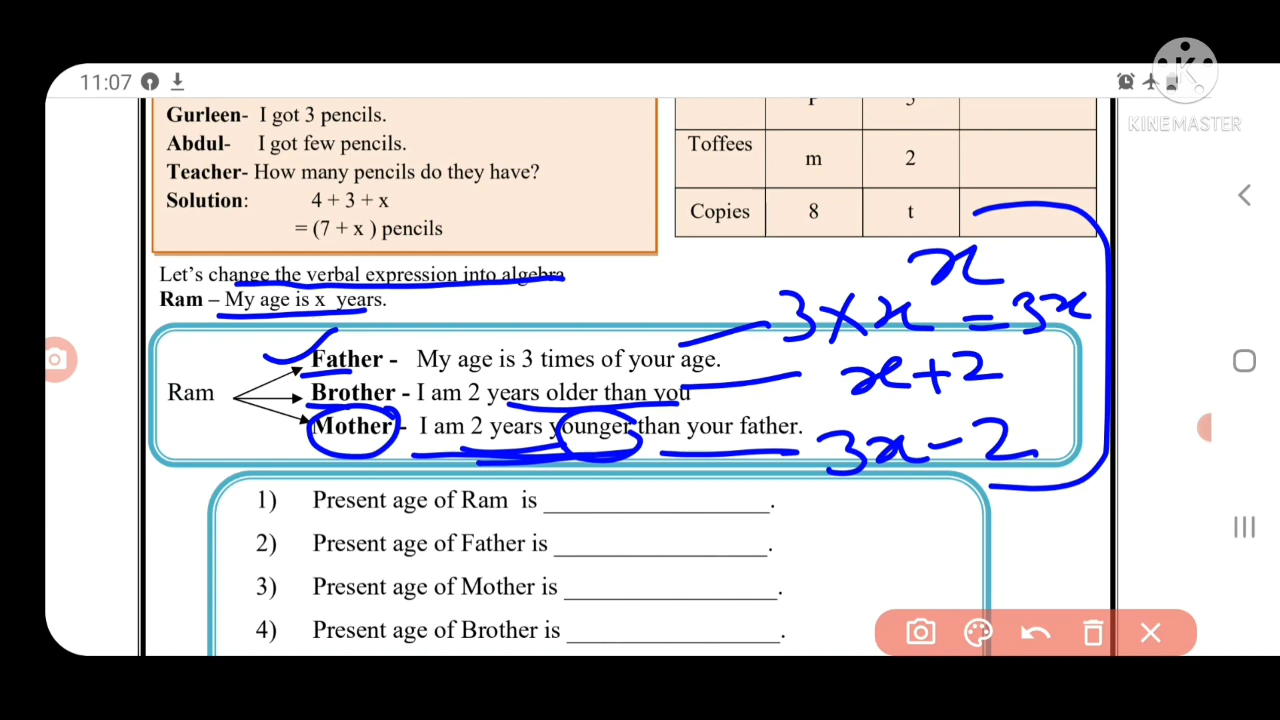 11:07
KINEMASTER
Gurleen- I got 3 pencils.
Abdul- I got few pencils.
Teacher- How many pencils do they have?
Solution: 4 + 3 + x
= (7 + x ) pencils
Toffees m 2
Copies 8 t
Let's change the verbal expression into algebra
Ram – My age is x years.
x
3 × x = 3x
Father - My age is 3 times of your age.
x + 2
Ram
Brother - I am 2 years older than you
Mother - I am 2 years younger than your father.
3x - 2
1) Present age of Ram is ________________.
2) Present age of Father is ________________.
3) Present age of Mother is ________________.
4) Present age of Brother is ________________.